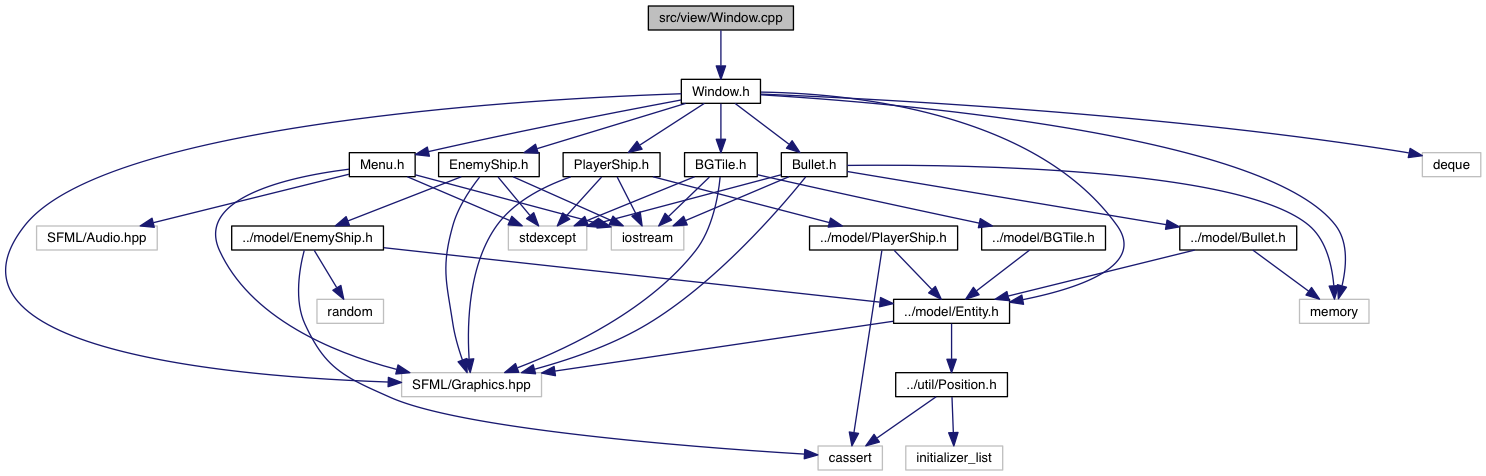 src/view/Window.cpp
Window.h
Menu.h
EnemyShip.h
PlayerShip.h
BGTile.h
Bullet.h
deque
SFML/Audio.hpp
../model/EnemyShip.h
stdexcept
iostream
../model/PlayerShip.h
../model/BGTile.h
../model/Bullet.h
random
../model/Entity.h
memory
SFML/Graphics.hpp
../util/Position.h
cassert
initializer_list